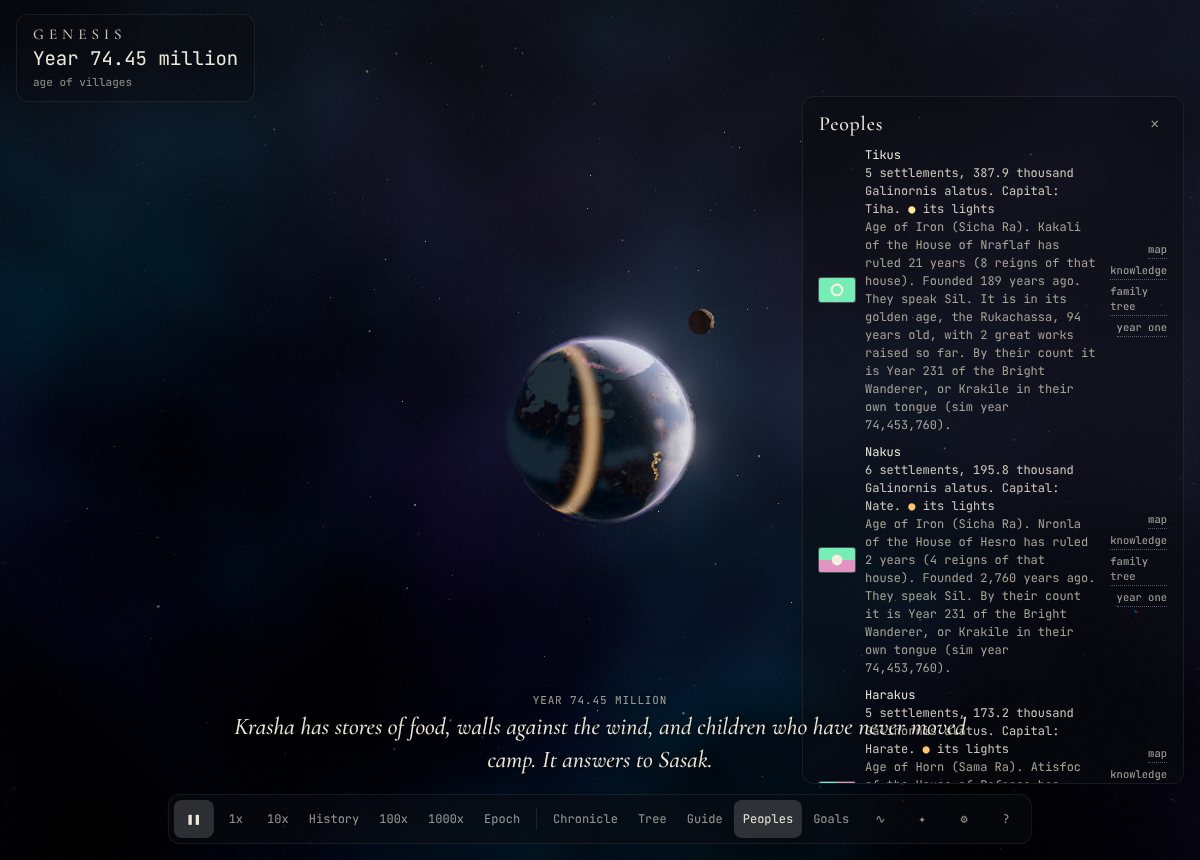 GENESIS
Year 74.45 million
age of villages
Peoples ×
Tikus
5 settlements, 387.9 thousand
Galinornis alatus. Capital:
Tiha. ● its lights
Age of Iron (Sicha Ra). Kakali
of the House of Nraflaf has
ruled 21 years (8 reigns of that
house). Founded 189 years ago.
They speak Sil. It is in its
golden age, the Rukachassa, 94
years old, with 2 great works
raised so far. By their count it
is Year 231 of the Bright
Wanderer, or Krakile in their
own tongue (sim year
74,453,760).
map
knowledge
family
tree
year one
Nakus
6 settlements, 195.8 thousand
Galinornis alatus. Capital:
Nate. ● its lights
Age of Iron (Sicha Ra). Nronla
of the House of Hesro has ruled
2 years (4 reigns of that
house). Founded 2,760 years ago.
They speak Sil. By their count
it is Year 231 of the Bright
Wanderer, or Krakile in their
own tongue (sim year
74,453,760).
map
knowledge
family
tree
year one
Harakus
5 settlements, 173.2 thousand
Galinornis alatus. Capital:
Harate. ● its lights
Age of Horn (Sama Ra). Atisfoc
map
knowledge
YEAR 74.45 MILLION
Krasha has stores of food, walls against the wind, and children who have never moved
camp. It answers to Sasak.
1x 10x History 100x 1000x Epoch Chronicle Tree Guide Peoples Goals ∿ ✦ ⚙ ?